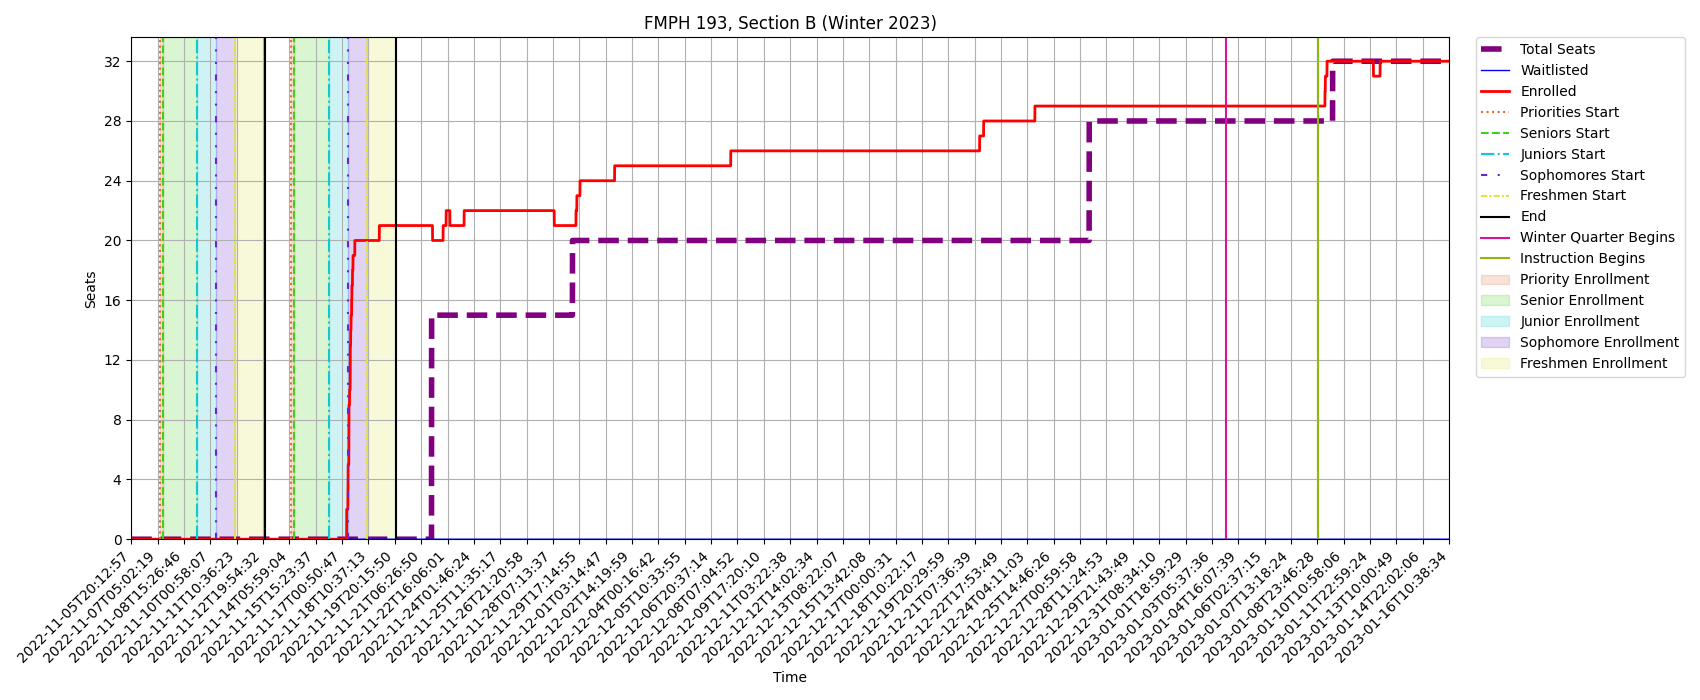 FMPH 193, Section B (Winter 2023)
Seats
32
28
24
20
16
12
8
4
0
2022-11-05T20:12:57
2022-11-07T05:02:19
2022-11-08T15:26:46
2022-11-10T00:58:07
2022-11-11T10:36:23
2022-11-12T19:54:32
2022-11-14T05:59:04
2022-11-15T15:23:37
2022-11-17T00:50:47
2022-11-18T10:37:13
2022-11-19T20:15:50
2022-11-21T06:26:50
2022-11-22T16:06:01
2022-11-24T01:46:24
2022-11-25T11:35:17
2022-11-26T21:20:58
2022-11-28T07:13:37
2022-11-29T17:14:55
2022-12-01T03:14:47
2022-12-02T14:19:59
2022-12-04T00:16:42
2022-12-05T10:33:55
2022-12-06T20:37:14
2022-12-08T07:04:52
2022-12-09T17:20:10
2022-12-11T03:22:38
2022-12-12T14:02:34
2022-12-13T08:22:07
2022-12-15T13:42:08
2022-12-17T00:00:31
2022-12-18T10:22:17
2022-12-19T20:29:59
2022-12-21T07:36:39
2022-12-22T17:53:49
2022-12-24T04:11:03
2022-12-25T14:46:26
2022-12-27T00:59:58
2022-12-28T11:24:53
2022-12-29T21:43:49
2022-12-31T08:34:10
2023-01-01T18:59:29
2023-01-03T05:37:36
2023-01-04T16:07:39
2023-01-06T02:37:15
2023-01-07T13:18:24
2023-01-08T23:46:28
2023-01-10T10:58:06
2023-01-11T22:59:24
2023-01-13T10:00:49
2023-01-14T22:02:06
2023-01-16T10:38:34
Time
Total Seats
Waitlisted
Enrolled
Priorities Start
Seniors Start
Juniors Start
Sophomores Start
Freshmen Start
End
Winter Quarter Begins
Instruction Begins
Priority Enrollment
Senior Enrollment
Junior Enrollment
Sophomore Enrollment
Freshmen Enrollment